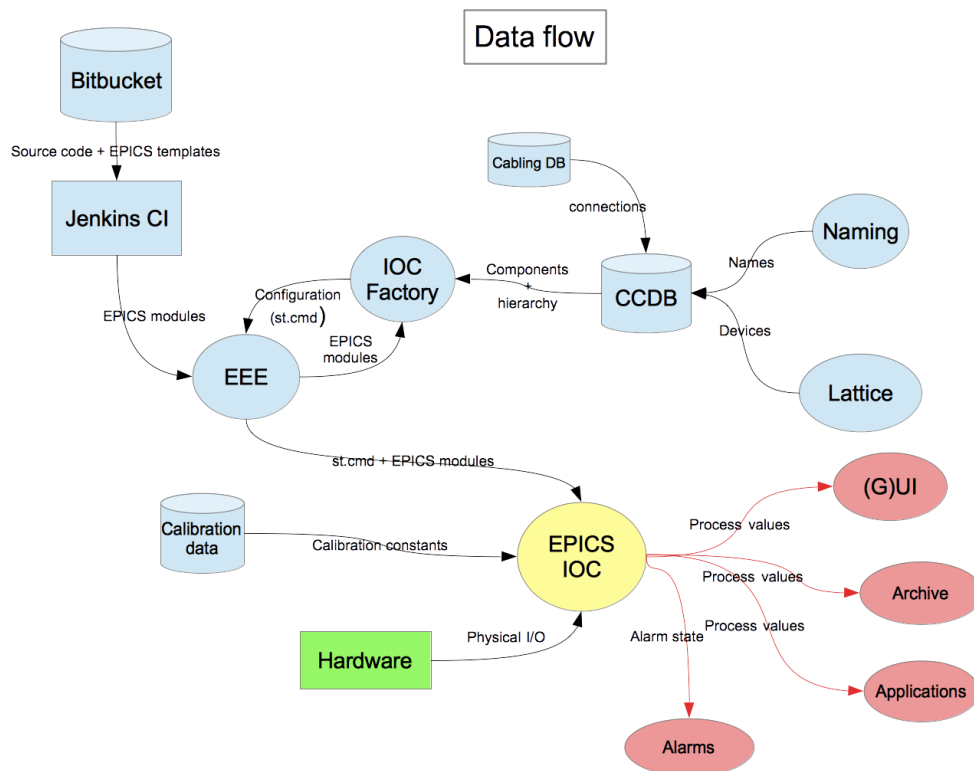 Data flow
Bitbucket
Source code + EPICS templates
Jenkins CI
EPICS modules
Cabling DB
connections
Naming
Names
CCDB
Devices
Lattice
Components
+
hierarchy
IOC
Factory
Configuration
(st.cmd)
EPICS
modules
EEE
st.cmd + EPICS modules
Calibration
data
Calibration constants
EPICS
IOC
Hardware
Physical I/O
(G)UI
Process values
Archive
Process values
Applications
Process values
Alarm state
Alarms